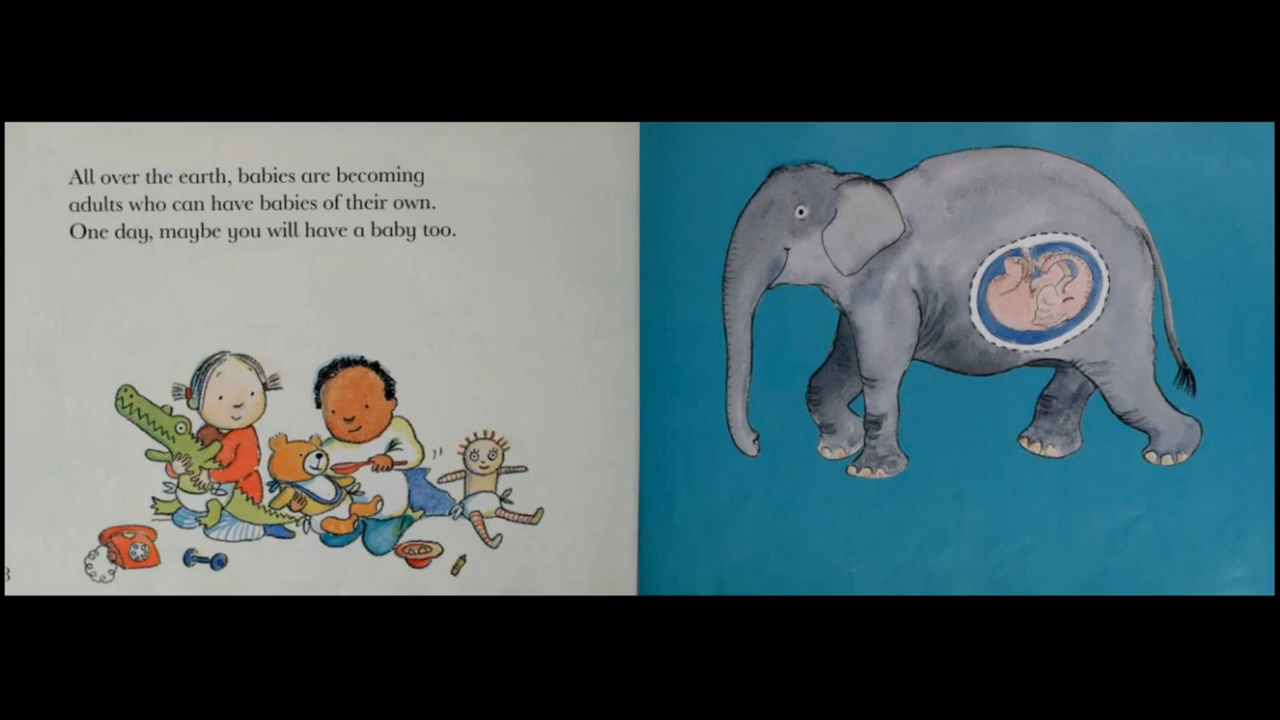 All over the earth, babies are becoming
adults who can have babies of their own.
One day, maybe you will have a baby too.